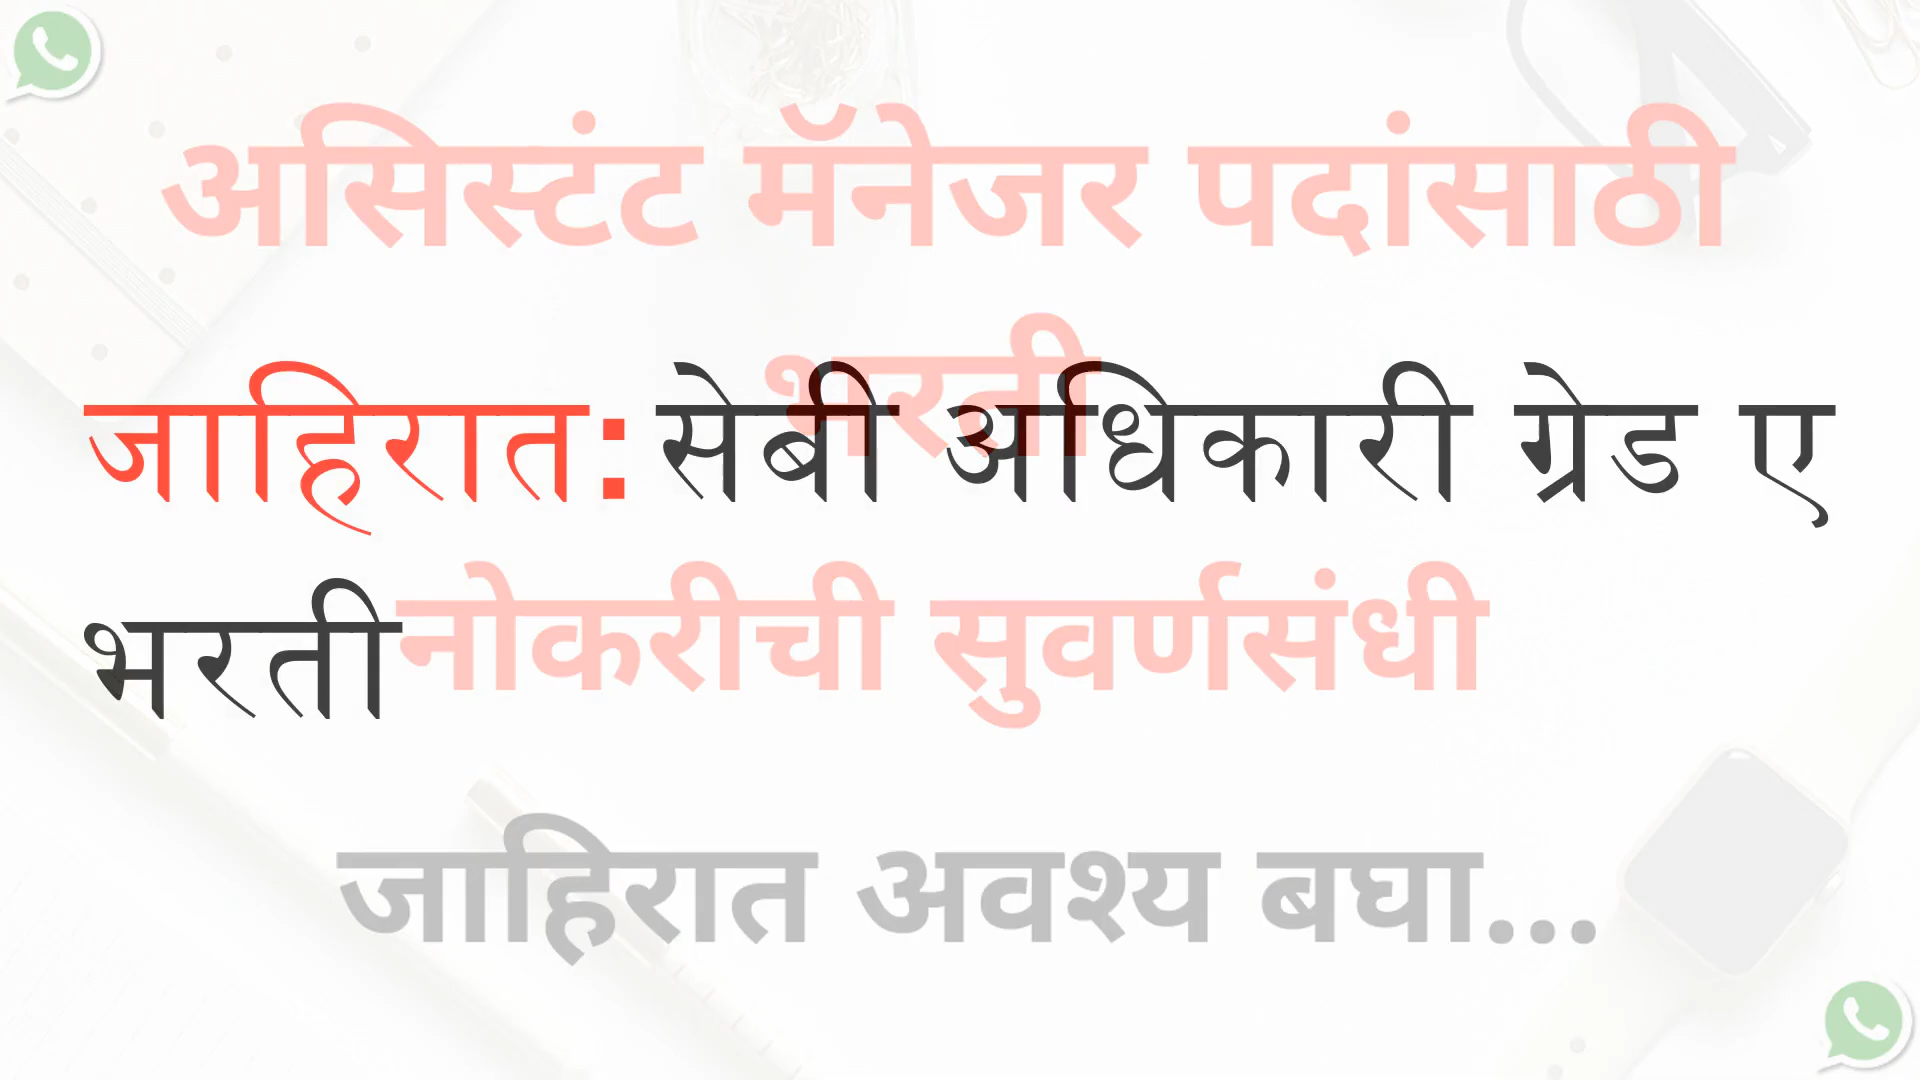 असिस्टंट मॅनेजर पदांसाठी
भरती
जाहिरात: सेबी अधिकारी ग्रेड ए
भरती
नोकरीची सुवर्णसंधी
जाहिरात अवश्य बघा...